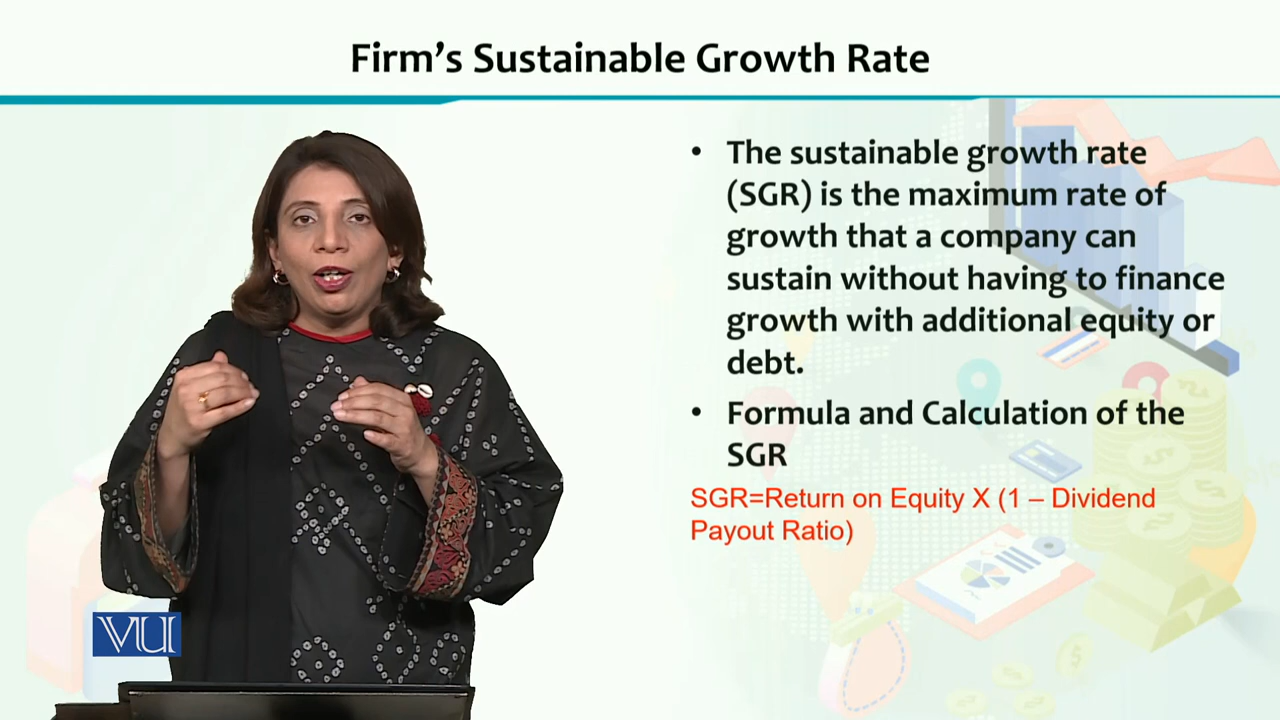 Firm’s Sustainable Growth Rate
• The sustainable growth rate
(SGR) is the maximum rate of
growth that a company can
sustain without having to finance
growth with additional equity or
debt.
• Formula and Calculation of the
SGR
SGR=Return on Equity X (1 – Dividend
Payout Ratio)
VU